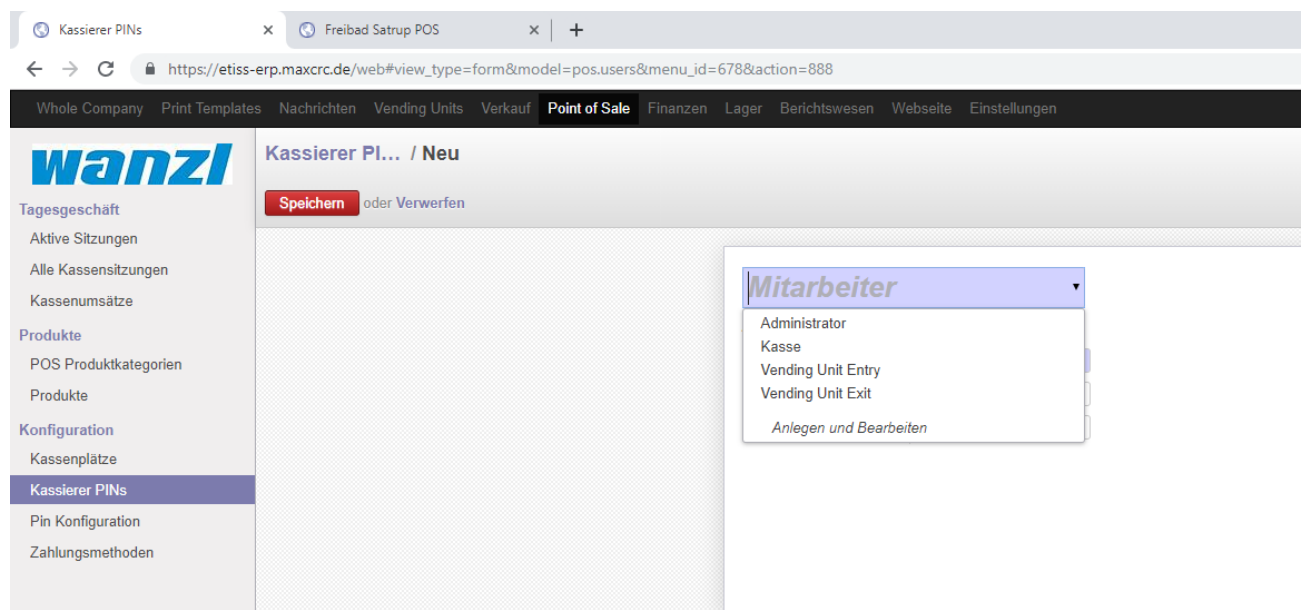 Kassierer PINs
Freibad Satrup POS
https://etiss-erp.maxcrc.de/web#view_type=form&model=pos.users&menu_id=678&action=888
Whole Company Print Templates Nachrichten Vending Units Verkauf Point of Sale Finanzen Lager Berichtswesen Webseite Einstellungen
wanzl
Kassierer PI... / Neu
Speichern oder Verwerfen
Tagesgeschäft
Aktive Sitzungen
Alle Kassensitzungen
Kassenumsätze
Produkte
POS Produktkategorien
Produkte
Konfiguration
Kassenplätze
Kassierer PINs
Pin Konfiguration
Zahlungsmethoden
Mitarbeiter
Administrator
Kasse
Vending Unit Entry
Vending Unit Exit
Anlegen und Bearbeiten